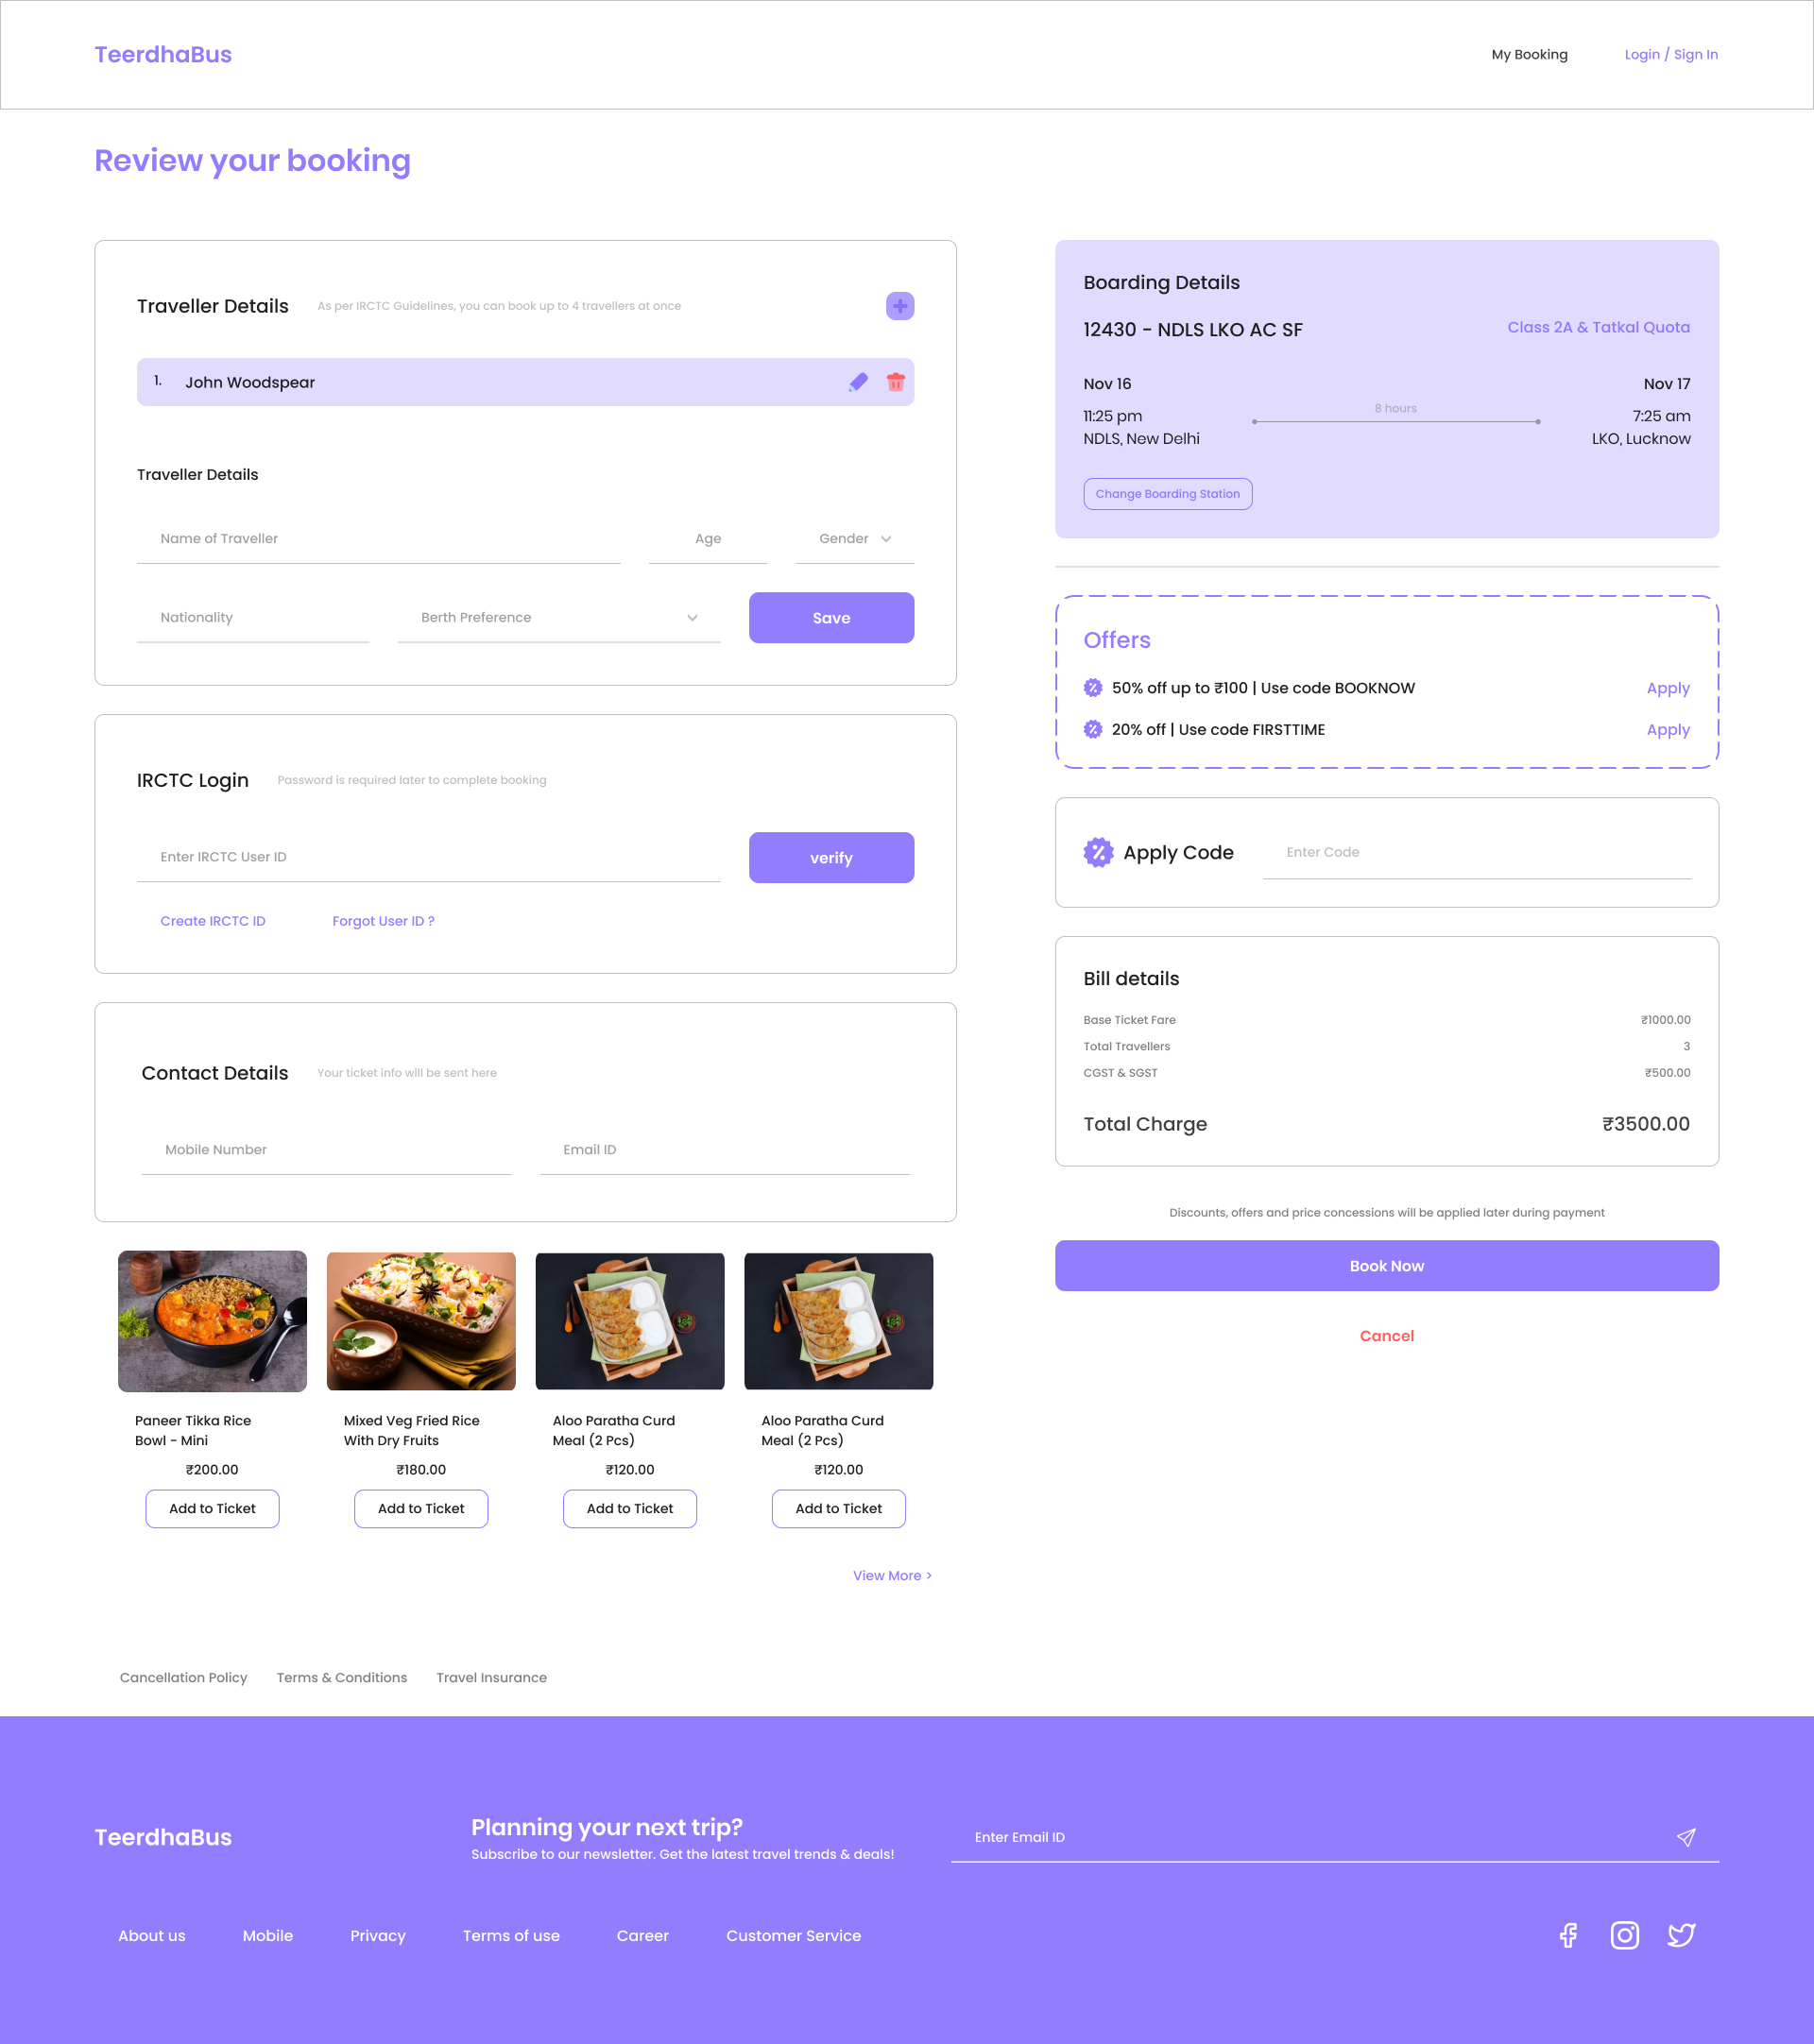 TeerdhaBus
My Booking
Login / Sign In
Review your booking
Traveller Details
As per IRCTC Guidelines, you can book up to 4 travellers at once
1.
John Woodspear
Traveller Details
Name of Traveller
Age
Gender
Nationality
Berth Preference
Save
IRCTC Login
Password is required later to complete booking
Enter IRCTC User ID
verify
Create IRCTC ID
Forgot User ID ?
Contact Details
Your ticket info will be sent here
Mobile Number
Email ID
Paneer Tikka Rice
Bowl - Mini
₹200.00
Add to Ticket
Mixed Veg Fried Rice
With Dry Fruits
₹180.00
Add to Ticket
Aloo Paratha Curd
Meal (2 Pcs)
₹120.00
Add to Ticket
Aloo Paratha Curd
Meal (2 Pcs)
₹120.00
Add to Ticket
View More >
Boarding Details
12430 - NDLS LKO AC SF
Class 2A & Tatkal Quota
Nov 16
Nov 17
11:25 pm
8 hours
7:25 am
NDLS, New Delhi
LKO, Lucknow
Change Boarding Station
Offers
50% off up to ₹100 | Use code BOOKNOW
Apply
20% off | Use code FIRSTTIME
Apply
Apply Code
Enter Code
Bill details
Base Ticket Fare
₹1000.00
Total Travellers
3
CGST & SGST
₹500.00
Total Charge
₹3500.00
Discounts, offers and price concessions will be applied later during payment
Book Now
Cancel
Cancellation Policy
Terms & Conditions
Travel Insurance
TeerdhaBus
Planning your next trip?
Subscribe to our newsletter. Get the latest travel trends & deals!
Enter Email ID
About us
Mobile
Privacy
Terms of use
Career
Customer Service